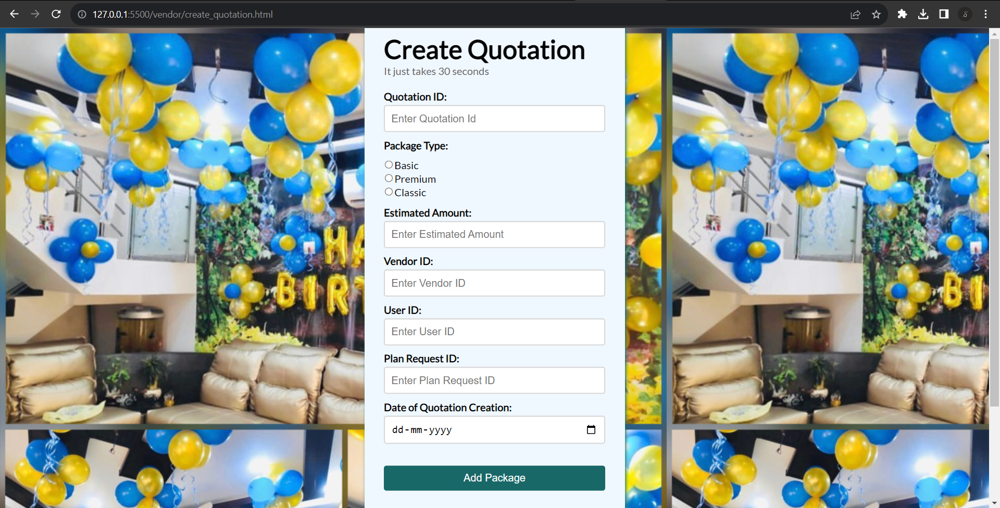 127.0.0.1:5500/vendor/create_quotation.html
Create Quotation
It just takes 30 seconds
Quotation ID:
Enter Quotation Id
Package Type:
Basic
Premium
Classic
Estimated Amount:
Enter Estimated Amount
Vendor ID:
Enter Vendor ID
User ID:
Enter User ID
Plan Request ID:
Enter Plan Request ID
Date of Quotation Creation:
dd-mm-yyyy
Add Package
HA
BIRT
BI